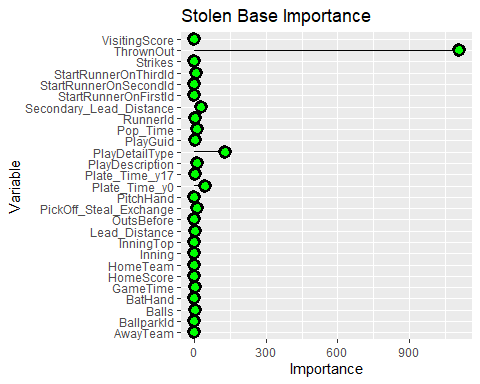 Stolen Base Importance
VisitingScore
ThrownOut
Strikes
StartRunnerOnThirdId
StartRunnerOnSecondId
StartRunnerOnFirstId
Secondary_Lead_Distance
RunnerId
Pop_Time
PlayGuid
PlayDetailType
PlayDescription
Plate_Time_y17
Plate_Time_y0
PitchHand
PickOff_Steal_Exchange
OutsBefore
Lead_Distance
InningTop
Inning
HomeTeam
HomeScore
GameTime
BatHand
Balls
BallparkId
AwayTeam
Variable
0 300 600 900
Importance